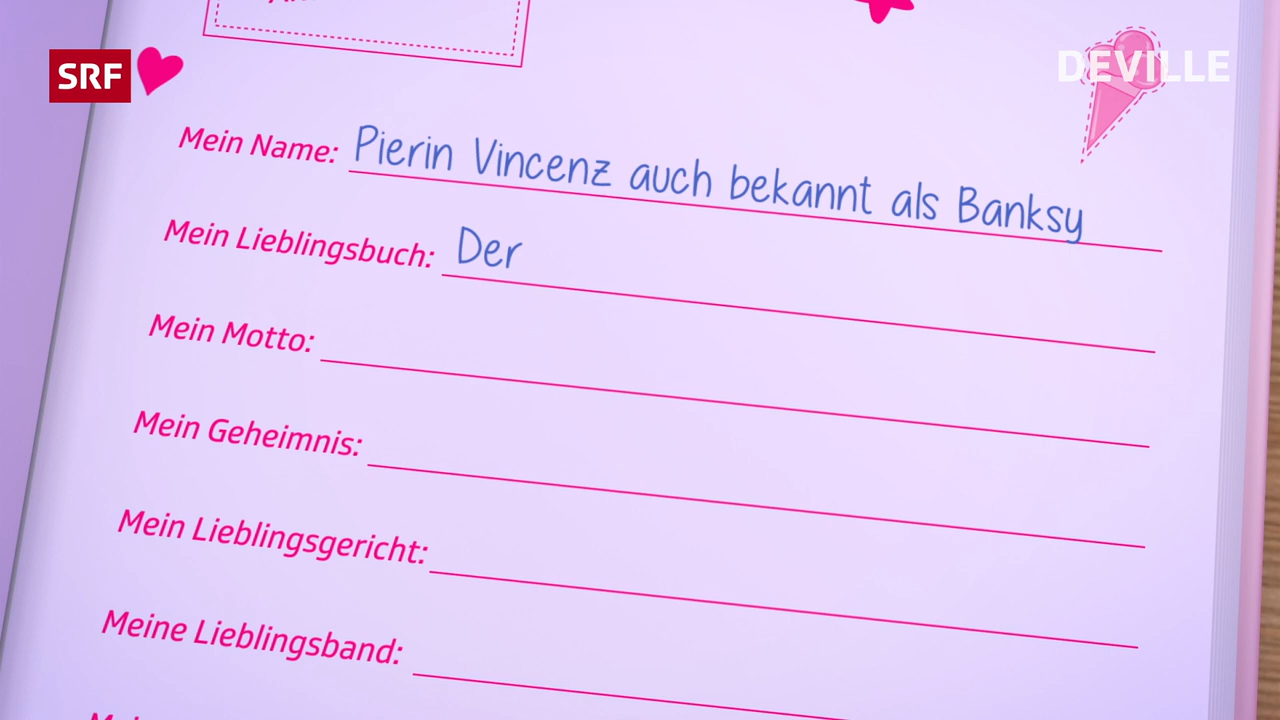 SRF
DEVILLE
Mein Name: Pierin Vincenz auch bekannt als Banksy
Mein Lieblingsbuch: Der
Mein Motto:
Mein Geheimnis:
Mein Lieblingsgericht:
Meine Lieblingsband: